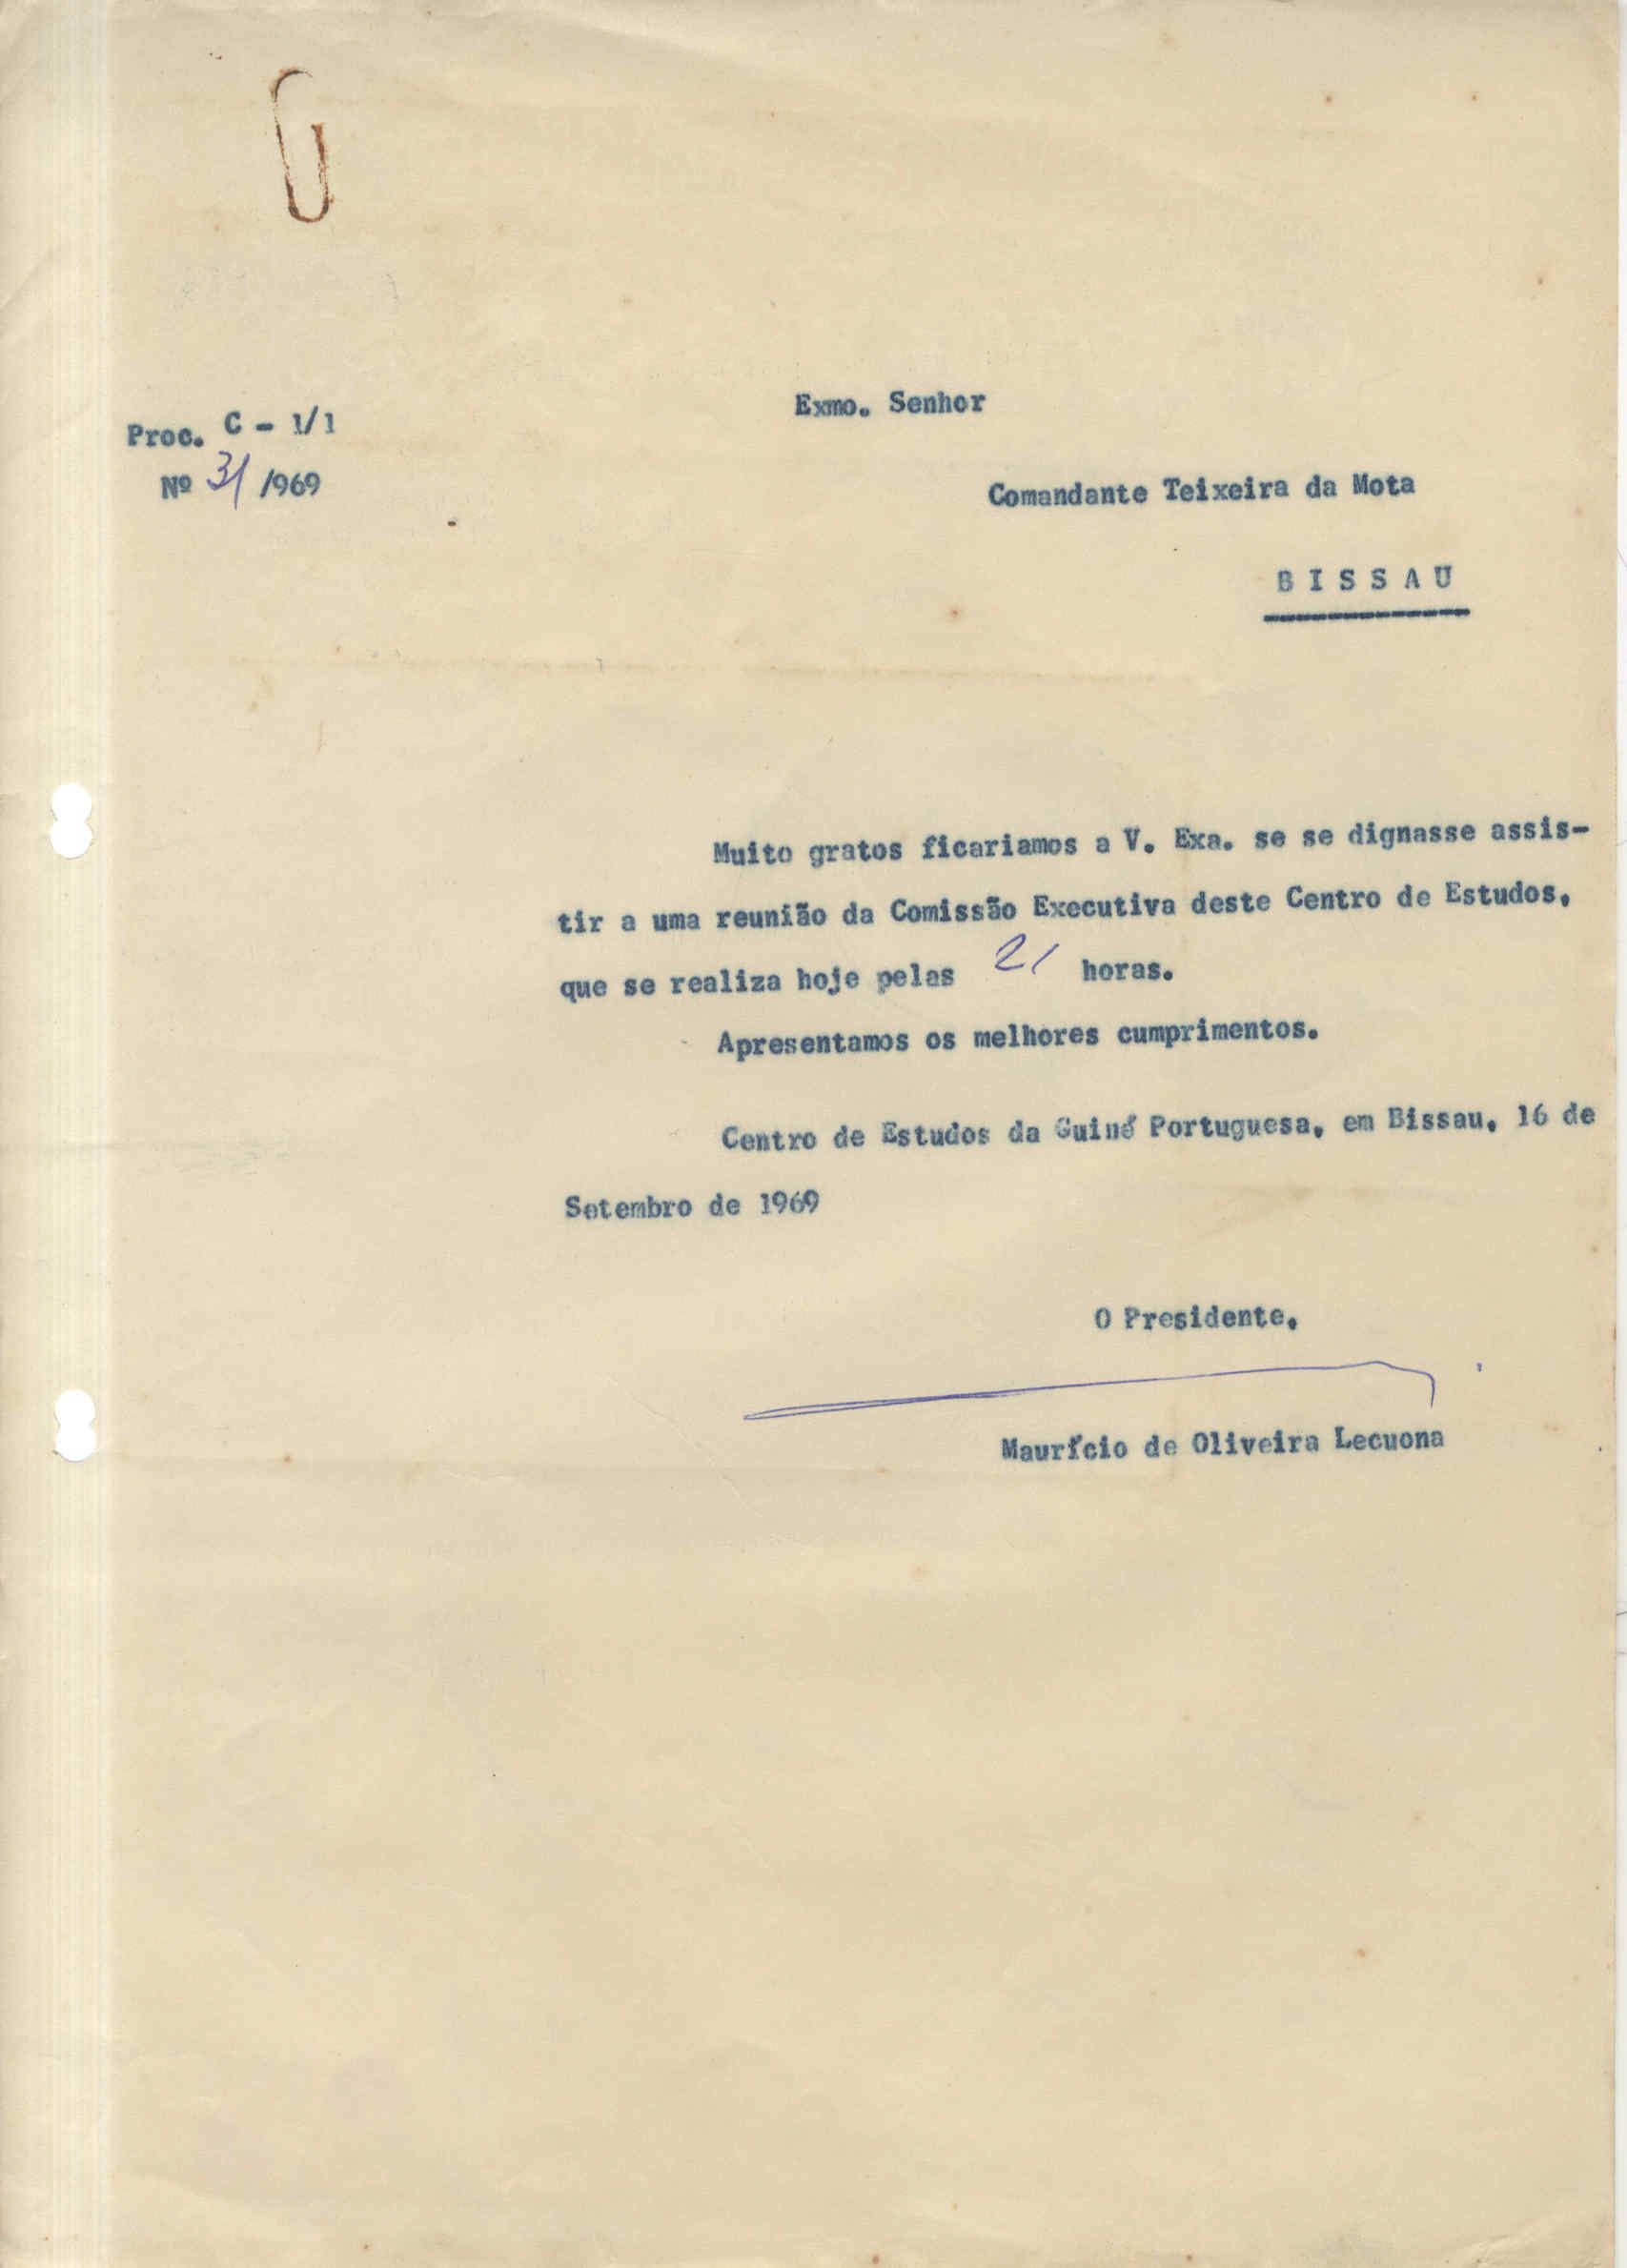 Proc. C - 1/1
Nº 31/1969
Exmo. Senhor
Comandante Teixeira da Mota
BISSAU
Muito gratos ficariamos a V. Exa. se se dignasse assis-
tir a uma reunião da Comissão Executiva deste Centro de Estudos,
que se realiza hoje pelas 21 horas.
Apresentamos os melhores cumprimentos.
Centro de Estudos da Guiné Portuguesa, em Bissau, 16 de
Setembro de 1969
O Presidente,
Maurício de Oliveira Lecuona